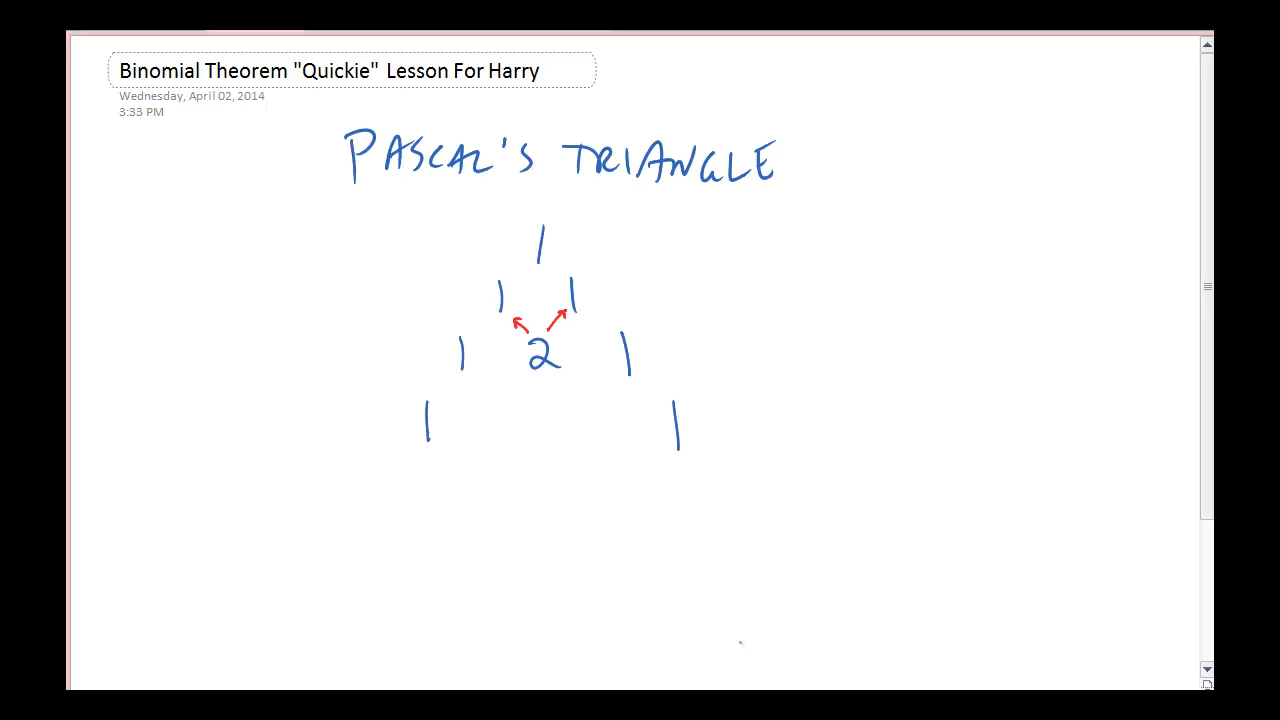 Binomial Theorem "Quickie" Lesson For Harry
Wednesday, April 02, 2014
3:33 PM
PASCAL'S TRIANGLE
1
1 1
1 2 1
1 1